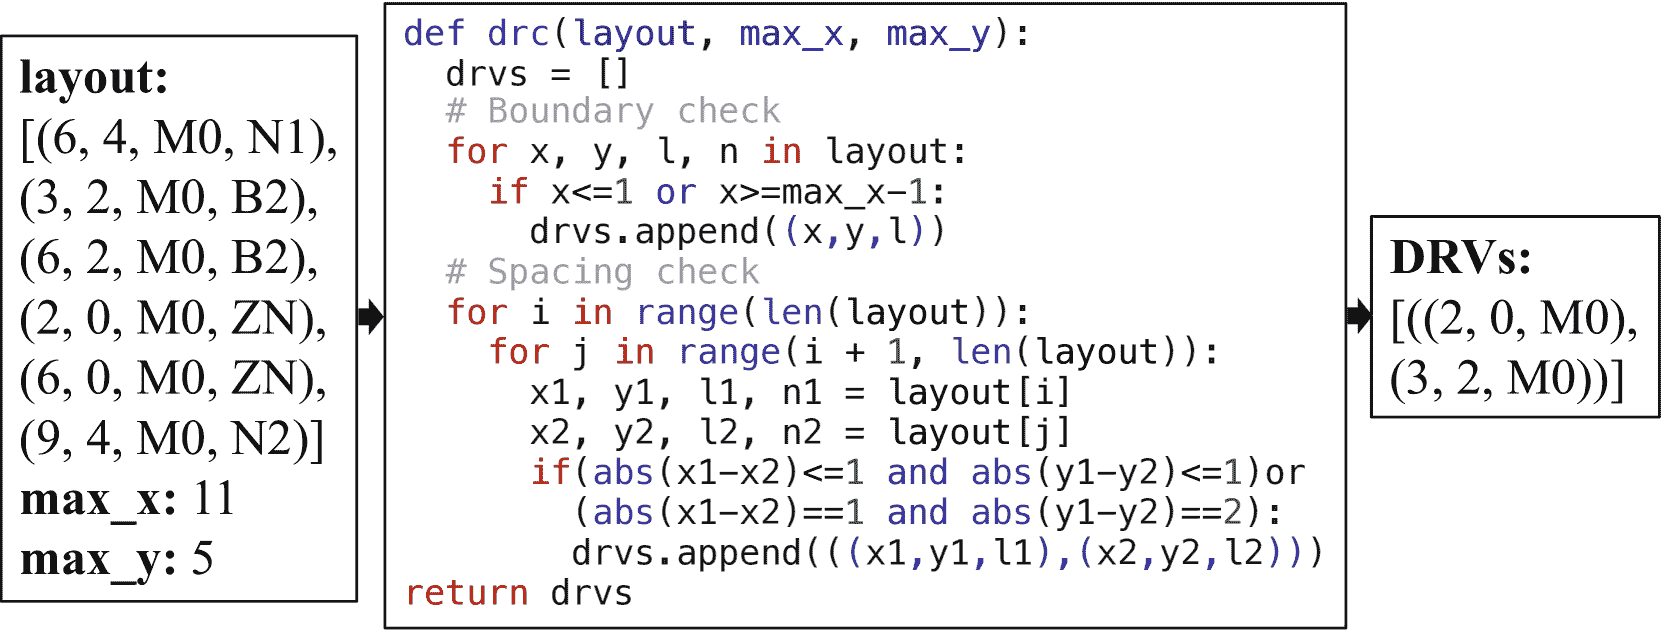 layout:
[(6, 4, M0, N1),
(3, 2, M0, B2),
(6, 2, M0, B2),
(2, 0, M0, ZN),
(6, 0, M0, ZN),
(9, 4, M0, N2)]
max_x: 11
max_y: 5
def drc(layout, max_x, max_y):
  drvs = []
  # Boundary check
  for x, y, l, n in layout:
    if x<=1 or x>=max_x-1:
      drvs.append((x,y,l))
  # Spacing check
  for i in range(len(layout)):
    for j in range(i + 1, len(layout)):
      x1, y1, l1, n1 = layout[i]
      x2, y2, l2, n2 = layout[j]
      if(abs(x1-x2)<=1 and abs(y1-y2)<=1)or
        (abs(x1-x2)==1 and abs(y1-y2)==2):
        drvs.append(((x1,y1,l1),(x2,y2,l2)))
return drvs
DRVs:
[((2, 0, M0),
(3, 2, M0))]